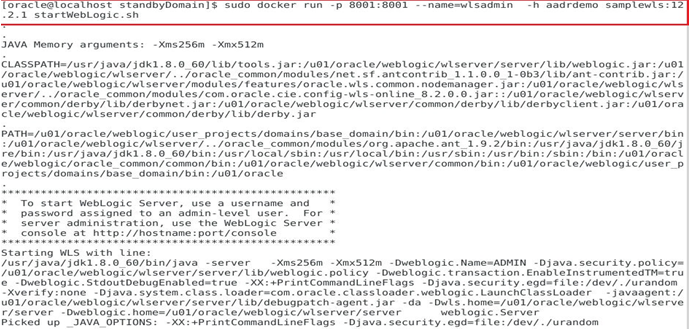 [oracle@localhost standbyDomain]$ sudo docker run -p 8001:8001 --name=wlsadmin  -h aadrdemo samplewls:12
.2.1 startWebLogic.sh
.
.
JAVA Memory arguments: -Xms256m -Xmx512m
.
CLASSPATH=/usr/java/jdk1.8.0_60/lib/tools.jar:/u01/oracle/weblogic/wlserver/server/lib/weblogic.jar:/u01
/oracle/weblogic/wlserver/../oracle_common/modules/net.sf.antcontrib_1.1.0.0_1-0b3/lib/ant-contrib.jar:/
u01/oracle/weblogic/wlserver/modules/features/oracle.wls.common.nodemanager.jar:/u01/oracle/weblogic/wls
erver/../oracle_common/modules/com.oracle.cie.config-wls-online_8.2.0.0.jar::/u01/oracle/weblogic/wlserv
er/common/derby/lib/derbynet.jar:/u01/oracle/weblogic/wlserver/common/derby/lib/derbyclient.jar:/u01/ora
cle/weblogic/wlserver/common/derby/lib/derby.jar
.
PATH=/u01/oracle/weblogic/user_projects/domains/base_domain/bin:/u01/oracle/weblogic/wlserver/server/bin
:/u01/oracle/weblogic/wlserver/../oracle_common/modules/org.apache.ant_1.9.2/bin:/usr/java/jdk1.8.0_60/j
re/bin:/usr/java/jdk1.8.0_60/bin:/usr/local/sbin:/usr/local/bin:/usr/sbin:/usr/bin:/sbin:/bin:/u01/oracl
e/weblogic/oracle_common/common/bin:/u01/oracle/weblogic/wlserver/common/bin:/u01/oracle/weblogic/user_p
rojects/domains/base_domain/bin:/u01/oracle
.
***************************************************
*  To start WebLogic Server, use a username and   *
*  password assigned to an admin-level user.  For *
*  server administration, use the WebLogic Server *
*  console at http://hostname:port/console        *
***************************************************
Starting WLS with line:
/usr/java/jdk1.8.0_60/bin/java -server   -Xms256m -Xmx512m -Dweblogic.Name=ADMIN -Djava.security.policy=
/u01/oracle/weblogic/wlserver/server/lib/weblogic.policy -Dweblogic.transaction.EnableInstrumentedTM=tru
e -Dweblogic.StdoutDebugEnabled=true -XX:+PrintCommandLineFlags -Djava.security.egd=file:/dev/./urandom
-Xverify:none -Djava.system.class.loader=com.oracle.classloader.weblogic.LaunchClassLoader  -javaagent:/
u01/oracle/weblogic/wlserver/server/lib/debugpatch-agent.jar -da -Dwls.home=/u01/oracle/weblogic/wlserve
r/server -Dweblogic.home=/u01/oracle/weblogic/wlserver/server      weblogic.Server
Picked up _JAVA_OPTIONS: -XX:+PrintCommandLineFlags -Djava.security.egd=file:/dev/./urandom